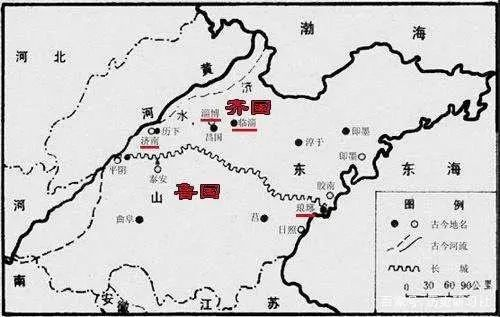 渤
海
河
北
黄
河
济
水
淄博
齐国
临淄
历下
昌国
济南
淳于
即墨
即墨
平阴
泰安
东
东
海
胶南
鲁国
山
琅琊
曲阜
莒
日照
河
南
安徽
江
苏
图 例
古今地名
古今河流
长 城
0 30 60 90公里